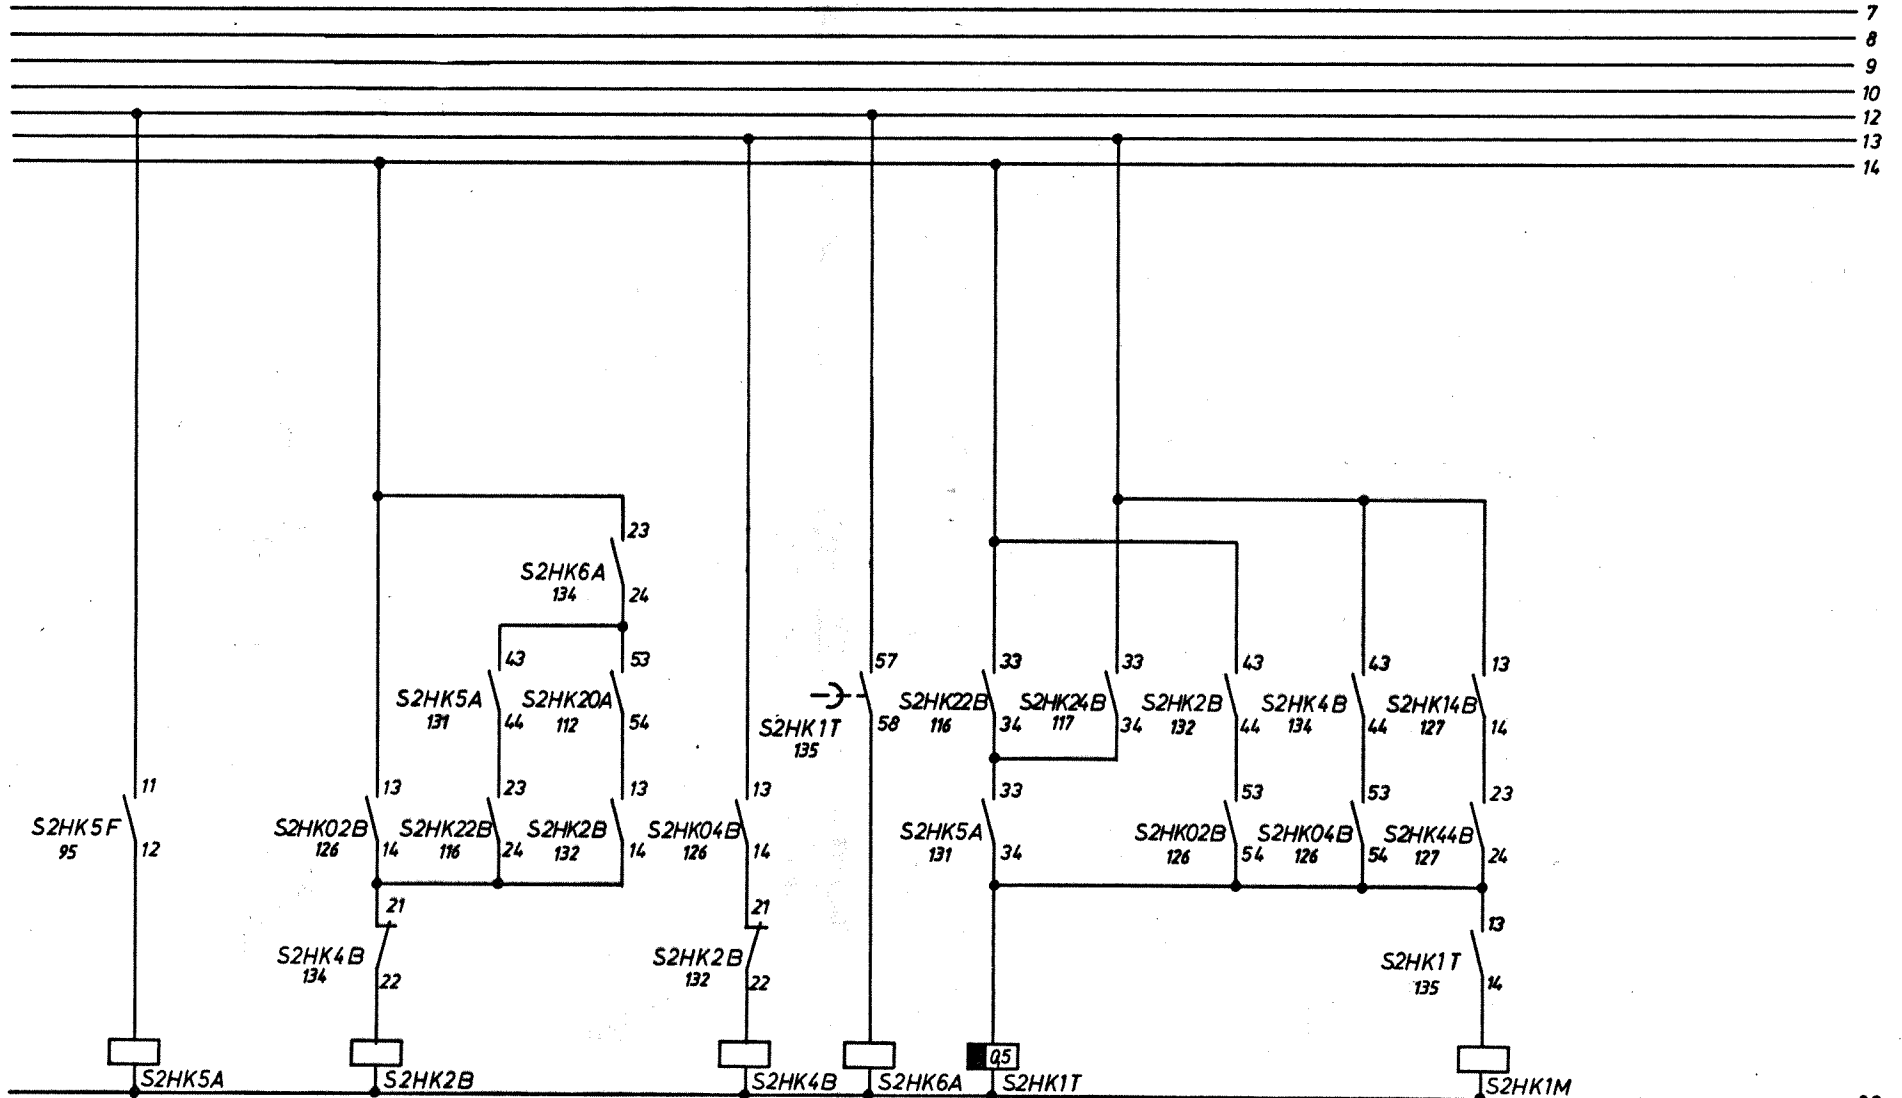 7
8
9
10
12
13
14
23
S2HK6A
134
24
43
53
S2HK5A
131
44
S2HK20A
112
54
57
S2HK1T
135
58
33
S2HK22B
116
34
33
S2HK24B
117
34
43
S2HK2B
132
44
43
S2HK4B
134
44
13
S2HK14B
127
14
11
S2HK5F
95
12
13
S2HK02B
126
14
23
S2HK22B
116
24
13
S2HK2B
132
14
13
S2HK04B
126
14
33
S2HK5A
131
34
53
S2HK02B
126
54
53
S2HK04B
126
54
23
S2HK44B
127
24
21
S2HK4B
134
22
21
S2HK2B
132
22
13
S2HK1T
135
14
0,5
S2HK5A
S2HK2B
S2HK4B
S2HK6A
S2HK1T
S2HK1M